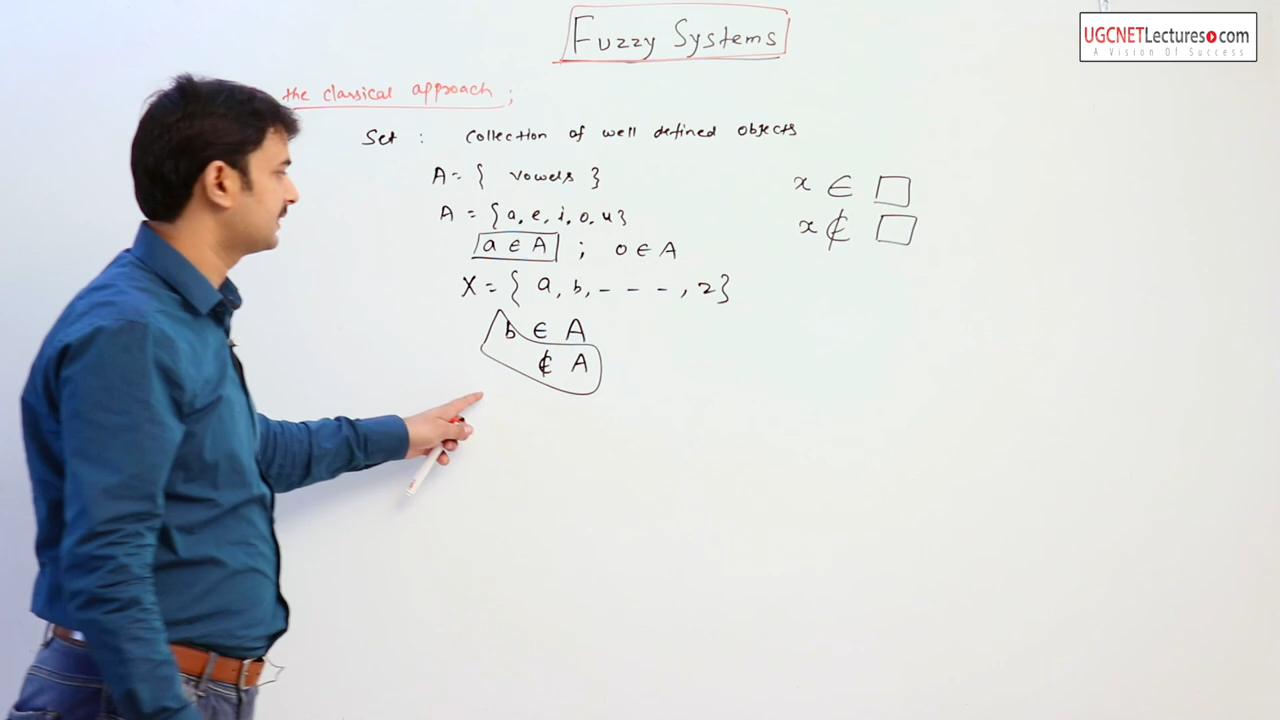 Fuzzy Systems
UGCNETLectures.com
A Vision Of Success
the classical approach ;
Set : Collection of well defined objects
A = { vowels }
x ∈ □
A = {a, e, i, o, u}
x ∉ □
a ∈ A ; o ∈ A
X = { a, b, - - - , z}
b ∈ A
∉ A